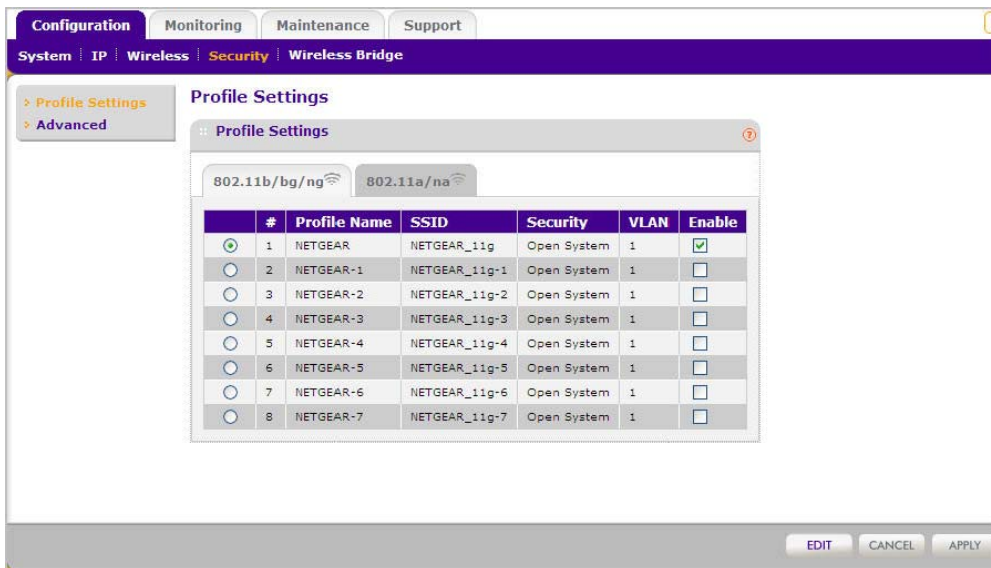 Configuration Monitoring Maintenance Support
System IP Wireless Security Wireless Bridge
Profile Settings
Advanced
Profile Settings
Profile Settings ?
802.11b/bg/ng 802.11a/na
# Profile Name SSID Security VLAN Enable
1 NETGEAR NETGEAR_11g Open System 1
2 NETGEAR-1 NETGEAR_11g-1 Open System 1
3 NETGEAR-2 NETGEAR_11g-2 Open System 1
4 NETGEAR-3 NETGEAR_11g-3 Open System 1
5 NETGEAR-4 NETGEAR_11g-4 Open System 1
6 NETGEAR-5 NETGEAR_11g-5 Open System 1
7 NETGEAR-6 NETGEAR_11g-6 Open System 1
8 NETGEAR-7 NETGEAR_11g-7 Open System 1
EDIT CANCEL APPLY